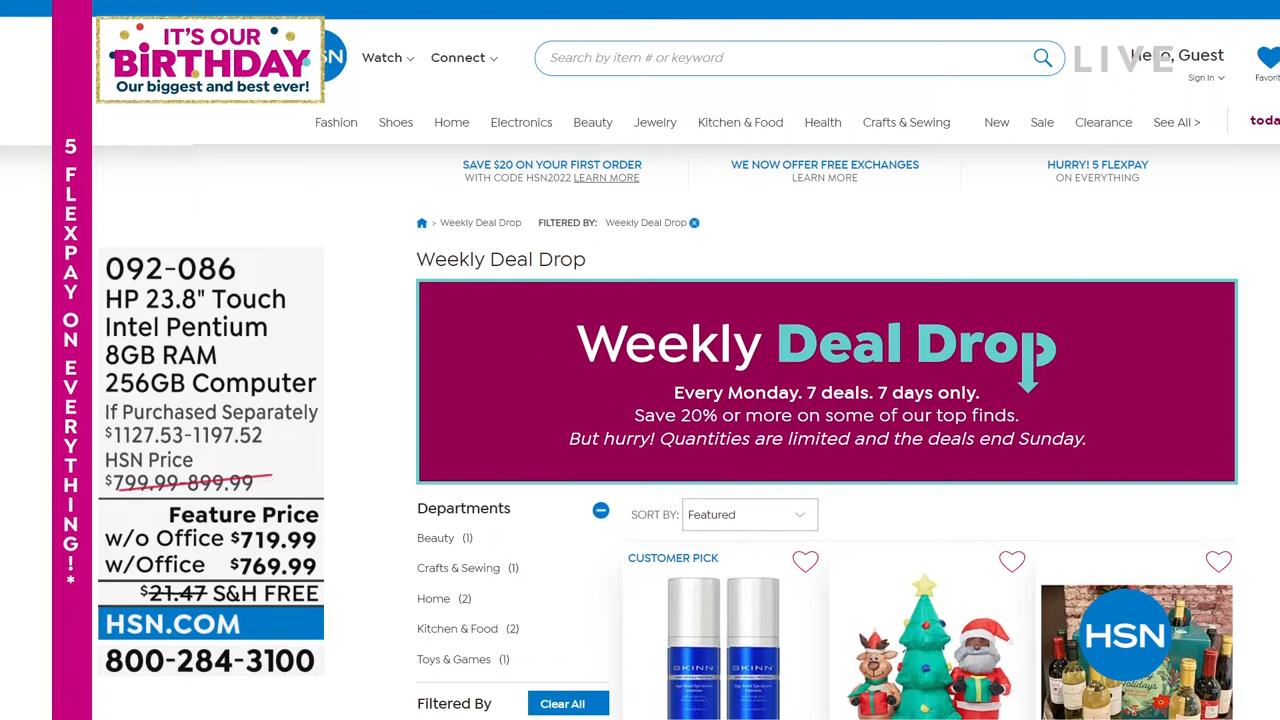 IT'S OUR
BiRTHDAY
Our biggest and best ever!
5 FLEXPAY ON EVERYTHING!*
Watch
Connect
Search by item # or keyword
LIVE
Guest
Sign In
HSN
Fashion
Shoes
Home
Electronics
Beauty
Jewelry
Kitchen & Food
Health
Crafts & Sewing
New
Sale
Clearance
See All >
SAVE $20 ON YOUR FIRST ORDER
WITH CODE HSN2022 LEARN MORE
WE NOW OFFER FREE EXCHANGES
LEARN MORE
HURRY! 5 FLEXPAY
ON EVERYTHING
> Weekly Deal Drop
FILTERED BY: Weekly Deal Drop
Weekly Deal Drop
Weekly Deal Drop
Every Monday. 7 deals. 7 days only.
Save 20% or more on some of our top finds.
But hurry! Quantities are limited and the deals end Sunday.
092-086
HP 23.8" Touch
Intel Pentium
8GB RAM
256GB Computer
If Purchased Separately
$1127.53-1197.52
HSN Price
$799.99-899.99
Feature Price
w/o Office $719.99
w/Office $769.99
$21.47 S&H FREE
HSN.COM
800-284-3100
Departments
Beauty (1)
Crafts & Sewing (1)
Home (2)
Kitchen & Food (2)
Toys & Games (1)
Filtered By
Clear All
SORT BY: Featured
CUSTOMER PICK
SKINN
SKINN